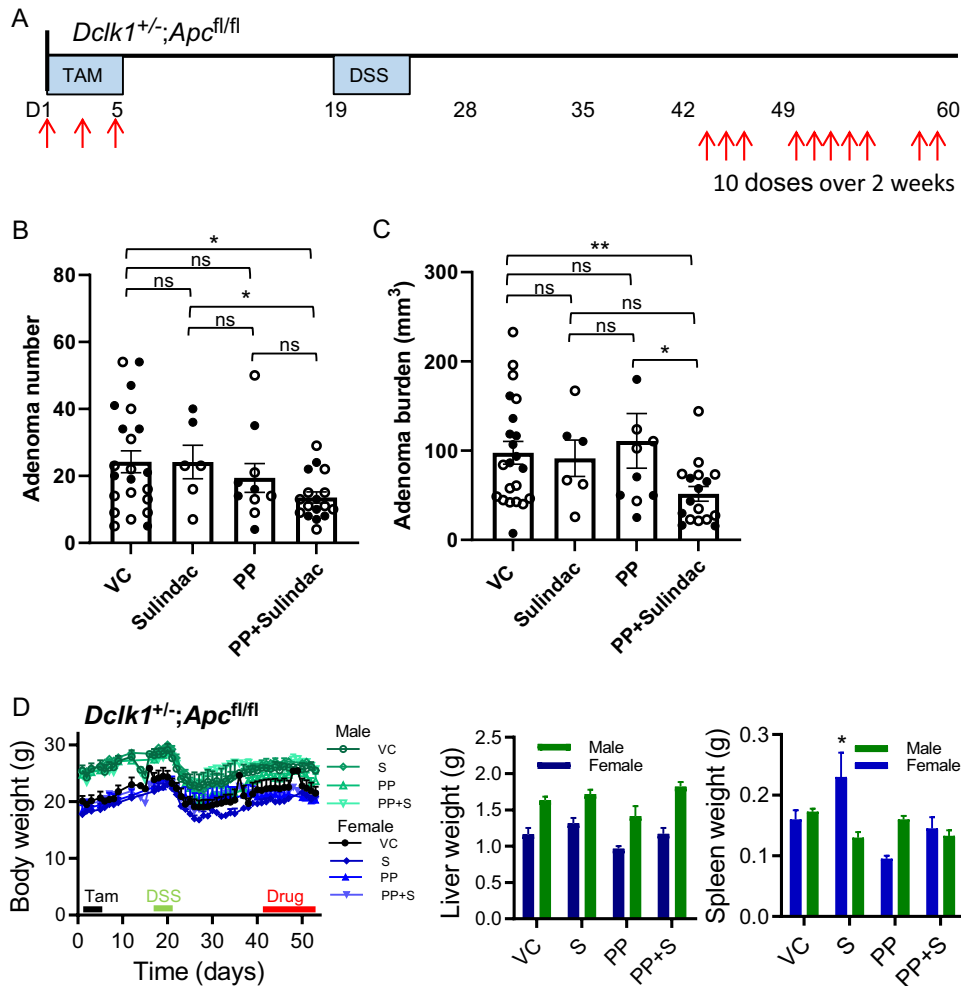 A
Dclk1+/-;Apcfl/fl
TAM
DSS
D1 5 19 28 35 42 49 60
10 doses over 2 weeks
B
*
ns
ns
*
ns
ns
Adenoma number
80
60
40
20
0
VC
Sulindac
PP
PP+Sulindac
C
**
ns
ns
ns
ns
*
Adenoma burden (mm3)
300
200
100
0
VC
Sulindac
PP
PP+Sulindac
D
Dclk1+/-;Apcfl/fl
Body weight (g)
30
20
10
0
Tam
DSS
Drug
0 10 20 30 40 50
Time (days)
Male
VC
S
PP
PP+S
Female
VC
S
PP
PP+S
Liver weight (g)
2.5
2.0
1.5
1.0
0.5
0.0
Male
Female
VC
S
PP
PP+S
Spleen weight (g)
0.3
0.2
0.1
0.0
*
Male
Female
VC
S
PP
PP+S